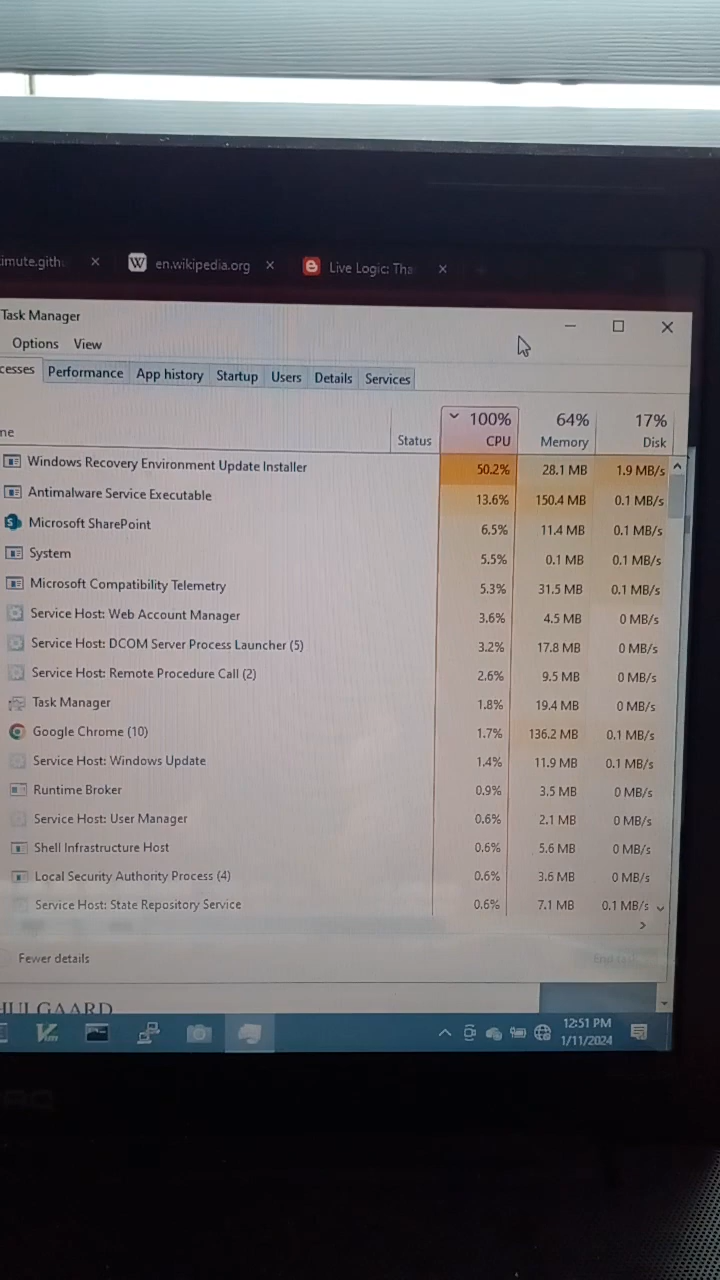 imute.gith
en.wikipedia.org
Live Logic: Tha
Task Manager
Options View
cesses Performance App history Startup Users Details Services
100% 64% 17%
ne Status CPU Memory Disk
Windows Recovery Environment Update Installer 50.2% 28.1 MB 1.9 MB/s
Antimalware Service Executable 13.6% 150.4 MB 0.1 MB/s
Microsoft SharePoint 6.5% 11.4 MB 0.1 MB/s
System 5.5% 0.1 MB 0.1 MB/s
Microsoft Compatibility Telemetry 5.3% 31.5 MB 0.1 MB/s
Service Host: Web Account Manager 3.6% 4.5 MB 0 MB/s
Service Host: DCOM Server Process Launcher (5) 3.2% 17.8 MB 0 MB/s
Service Host: Remote Procedure Call (2) 2.6% 9.5 MB 0 MB/s
Task Manager 1.8% 19.4 MB 0 MB/s
Google Chrome (10) 1.7% 136.2 MB 0.1 MB/s
Service Host: Windows Update 1.4% 11.9 MB 0.1 MB/s
Runtime Broker 0.9% 3.5 MB 0 MB/s
Service Host: User Manager 0.6% 2.1 MB 0 MB/s
Shell Infrastructure Host 0.6% 5.6 MB 0 MB/s
Local Security Authority Process (4) 0.6% 3.6 MB 0 MB/s
Service Host: State Repository Service 0.6% 7.1 MB 0.1 MB/s
Fewer details
HULGAARD
12:51 PM
1/11/2024